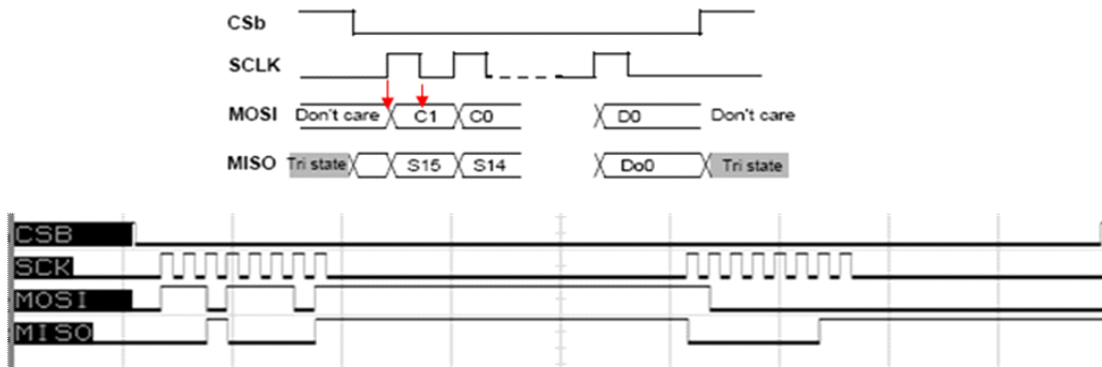 CSb
SCLK
MOSI Don't care C1 C0 D0 Don't care
MISO Tri state S15 S14 Do0 Tri state
CSB
SCK
MOSI
MISO